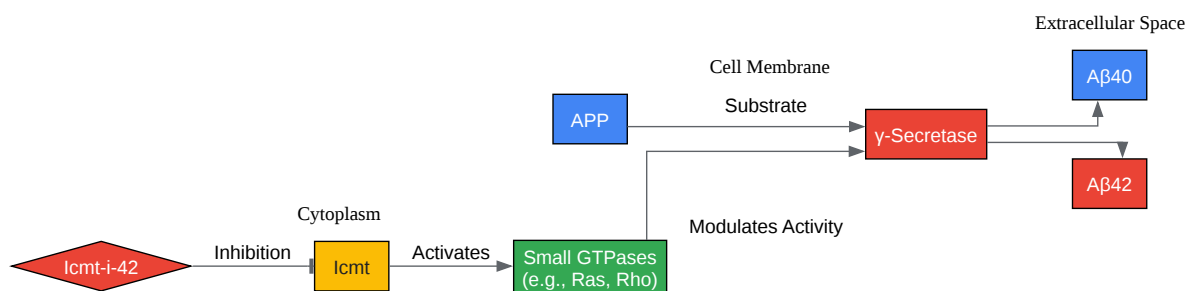 Extracellular Space
Aβ40
Cell Membrane
Substrate
APP
γ-Secretase
Aβ42
Cytoplasm
Modulates Activity
Inhibition
Activates
Icmt-i-42
Icmt
Small GTPases
(e.g., Ras, Rho)